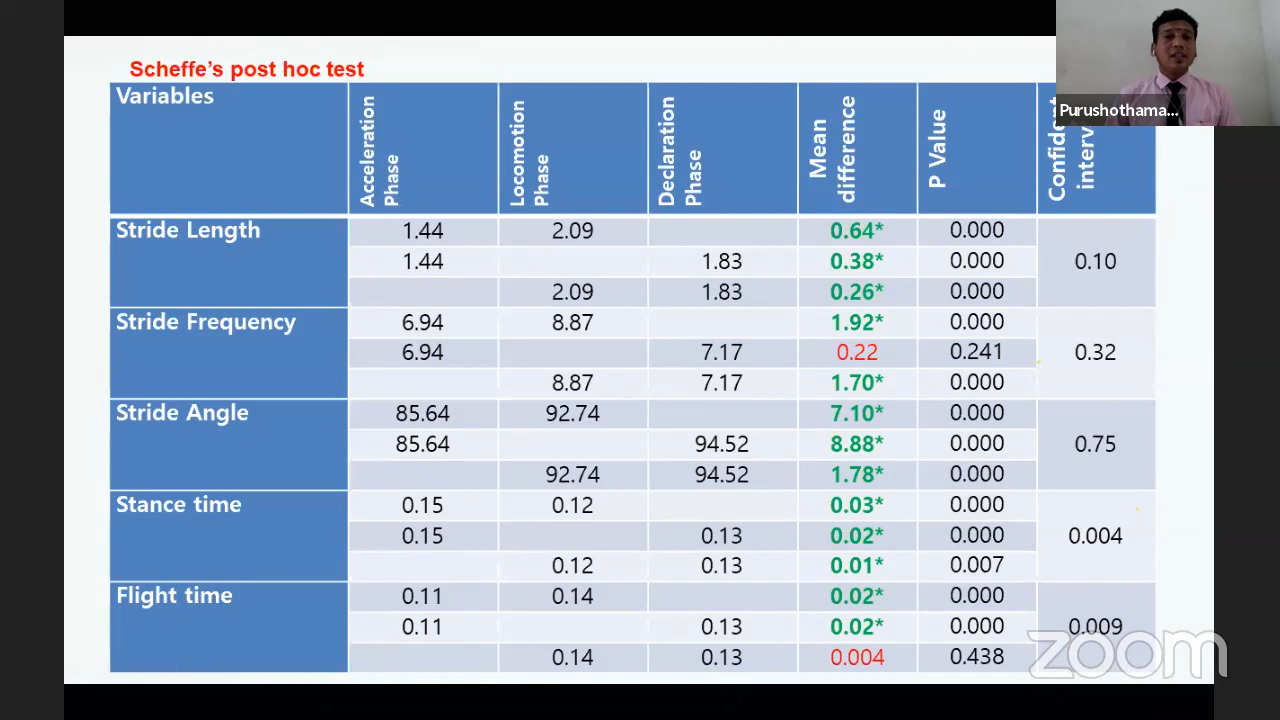 Scheffe's post hoc test
Variables
Acceleration
Phase
Locomotion
Phase
Declaration
Phase
Mean
difference
P Value
Purushothama...
Stride Length
1.44 2.09 0.64* 0.000
1.44 1.83 0.38* 0.000 0.10
2.09 1.83 0.26* 0.000
Stride Frequency
6.94 8.87 1.92* 0.000
6.94 7.17 0.22 0.241 0.32
8.87 7.17 1.70* 0.000
Stride Angle
85.64 92.74 7.10* 0.000
85.64 94.52 8.88* 0.000 0.75
92.74 94.52 1.78* 0.000
Stance time
0.15 0.12 0.03* 0.000
0.15 0.13 0.02* 0.000 0.004
0.12 0.13 0.01* 0.007
Flight time
0.11 0.14 0.02* 0.000
0.11 0.13 0.02* 0.000 0.009
0.14 0.13 0.004 0.438
zoom